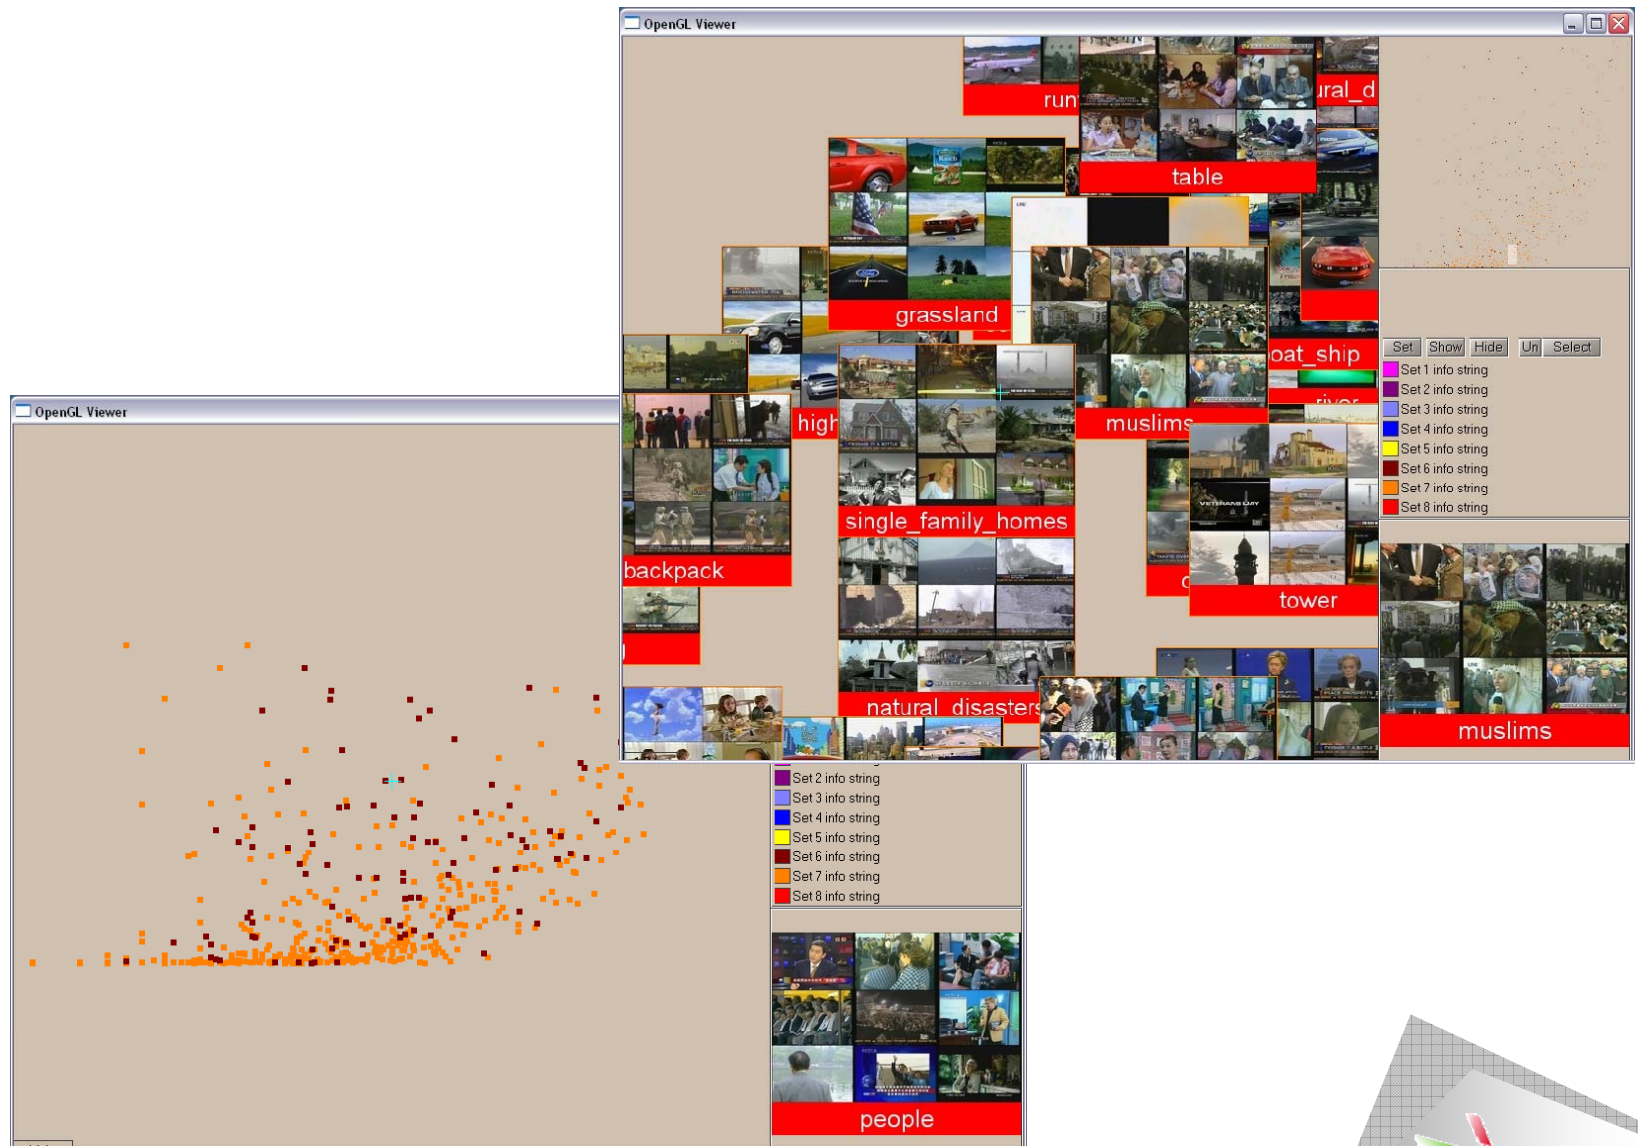 OpenGL Viewer
run
table
ural_d
grassland
oat_ship
river
high
muslims
single_family_homes
backpack
tower
natural_disasters
Set
Show
Hide
Un
Select
Set 1 info string
Set 2 info string
Set 3 info string
Set 4 info string
Set 5 info string
Set 6 info string
Set 7 info string
Set 8 info string
muslims
OpenGL Viewer
Set 2 info string
Set 3 info string
Set 4 info string
Set 5 info string
Set 6 info string
Set 7 info string
Set 8 info string
people